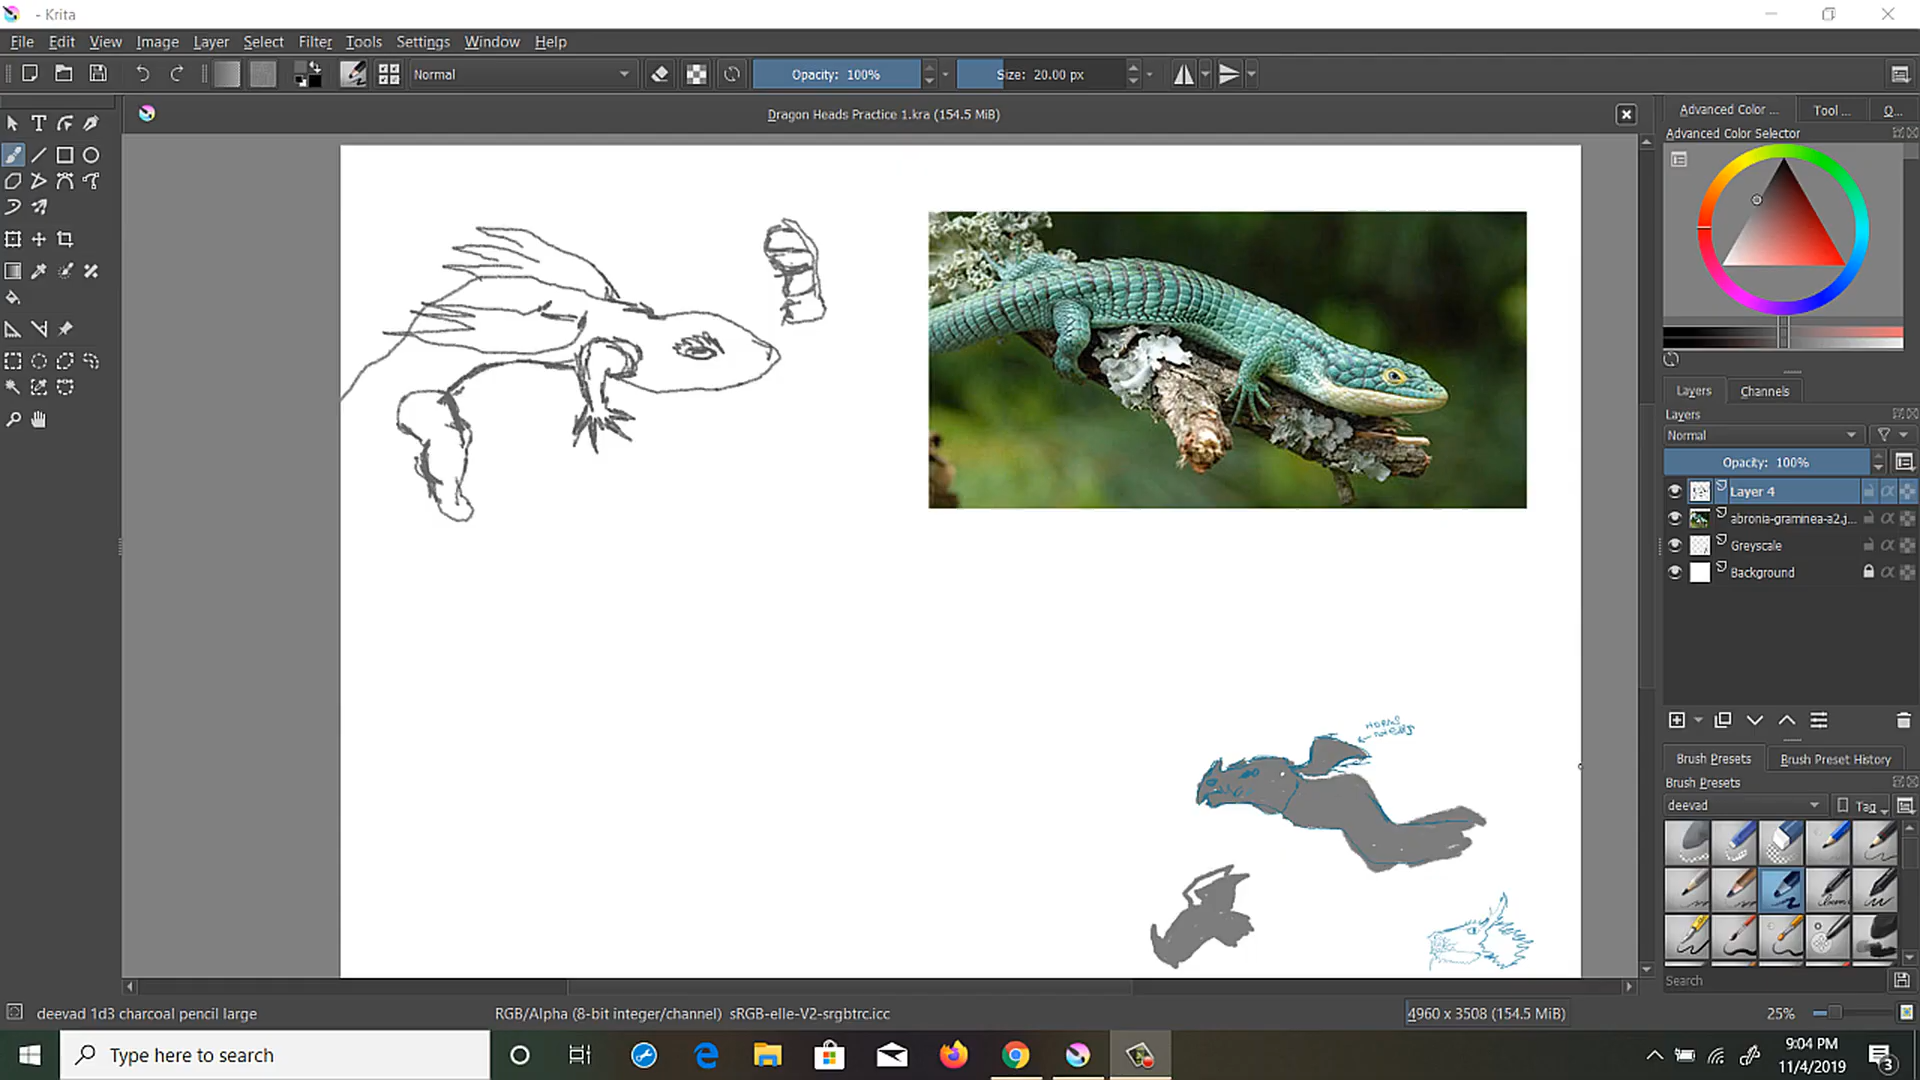 - Krita
File Edit View Image Layer Select Filter Tools Settings Window Help
Normal Opacity: 100% Size: 20.00 px
Dragon Heads Practice 1.kra (154.5 MiB)
Advanced Color ... Tool ... O...
Advanced Color Selector
Layers Channels
Layers
Normal
Opacity: 100%
Layer 4
abronia-graminea-a2.j...
Greyscale
Background
Brush Presets Brush Preset History
Brush Presets
deevad Tag
Search
deevad 1d3 charcoal pencil large RGB/Alpha (8-bit integer/channel) sRGB-elle-V2-srgbtrc.icc 4960 x 3508 (154.5 MiB) 25%
Type here to search
9:04 PM
11/4/2019
3